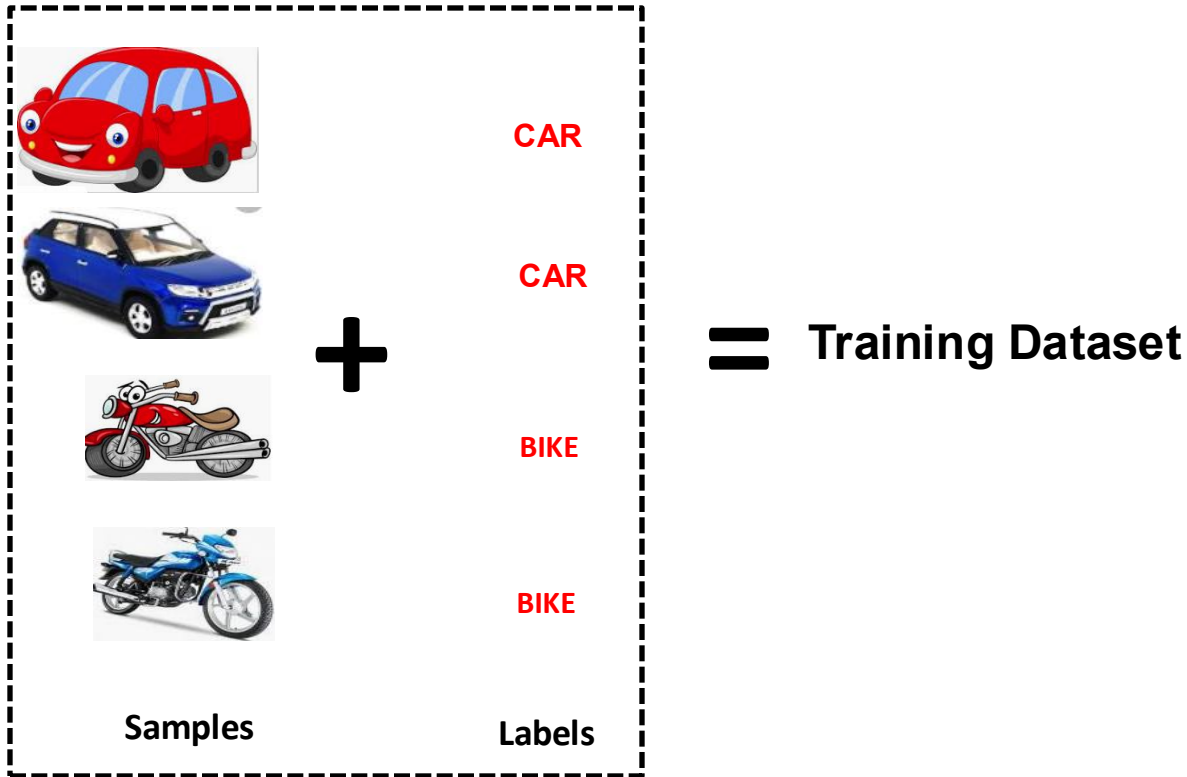 CAR
CAR
+
= Training Dataset
BIKE
BIKE
Samples
Labels